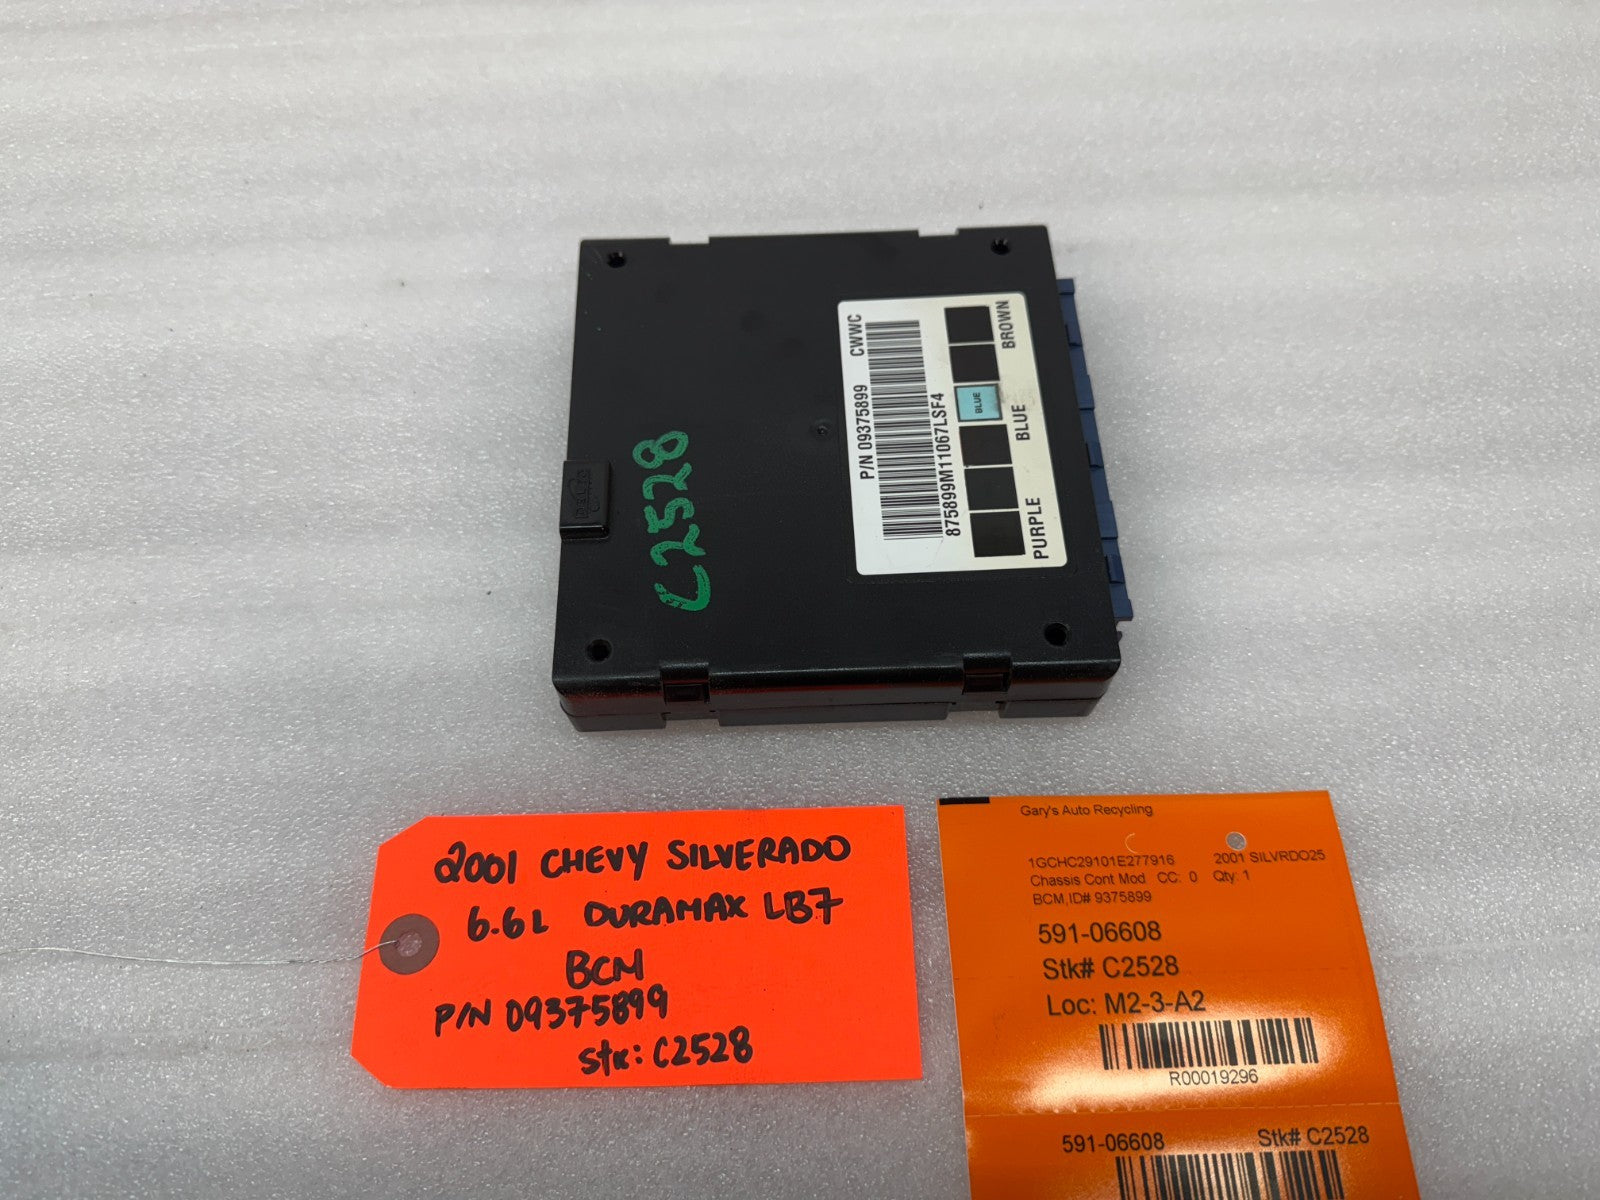 P/N 09375899 CWWC
875899M11067LSF4
BLUE
PURPLE BLUE BROWN
DELCO
C2528
2001 CHEVY SILVERADO
6.6L DURAMAX LB7
BCM
P/N 09375899
stk: C2528
Gary's Auto Recycling
1GCHC29101E277916 2001 SILVRDO25
Chassis Cont Mod CC: 0 Qty: 1
BCM,ID# 9375899
591-06608
Stk# C2528
Loc: M2-3-A2
R00019296
591-06608 Stk# C2528